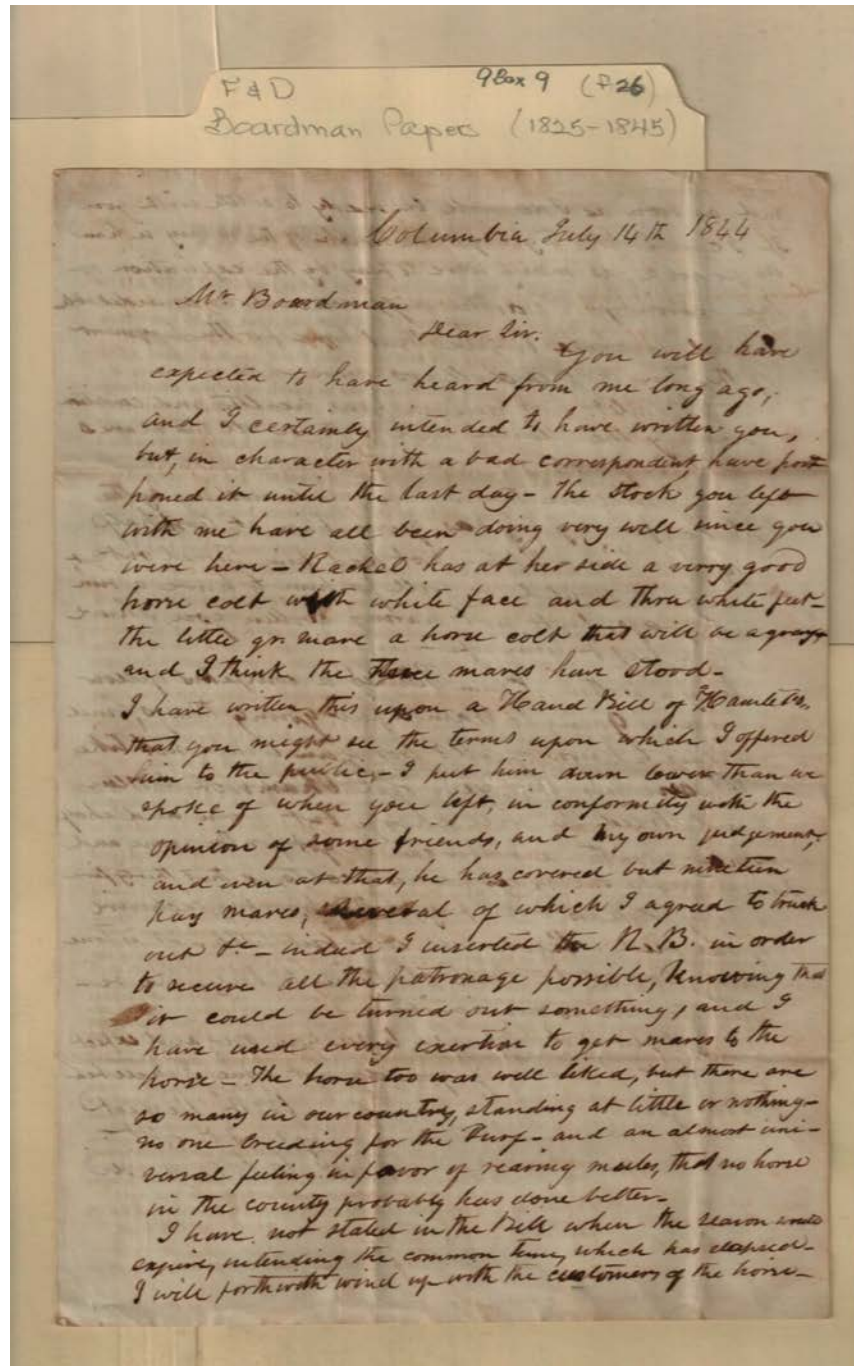 F & D 9 Box 9 (F26)
Boardman Papers (1825-1845)
Columbia July 14th 1844
Mr Boardman
Dear Sir.
You will have
expected to have heard from me long ago,
and I certainly intended to have written you,
but, in character with a bad correspondent, have post
poned it until the last day - The stock you left
with me have all been doing very well since you
were here - Rachel has at her side a verry good
horse colt with white face and three white feet -
the little gr. mare a horse colt that will be a gray
and I think the three mares have stood -
I have written this upon a Hand Bill of
that you might see the terms upon which I offered
him to the public, - I put him down lower than we
spoke of when you left, in conformity with the
opinion of some friends, and my own judgement,
and even at that, he has covered but nineteen
pay mares, several of which I agreed to
out &c - indeed I inserted the N. B. in order
to secure all the patronage possible, knowing that
it could be turned out something, and I
have used every exertion to get mares to the
horse - The horse too was well liked, but there are
so many in our country, standing at little or nothing -
no one breeding for the Turf - and an almost uni-
versal feeling in favor of rearing mules, that no horse
in the county probably has done better -
I have not stated in the Bill when the season would
expire, intending the common time, which has elapsed -
I will forthwith wind up with the customers of the horse -